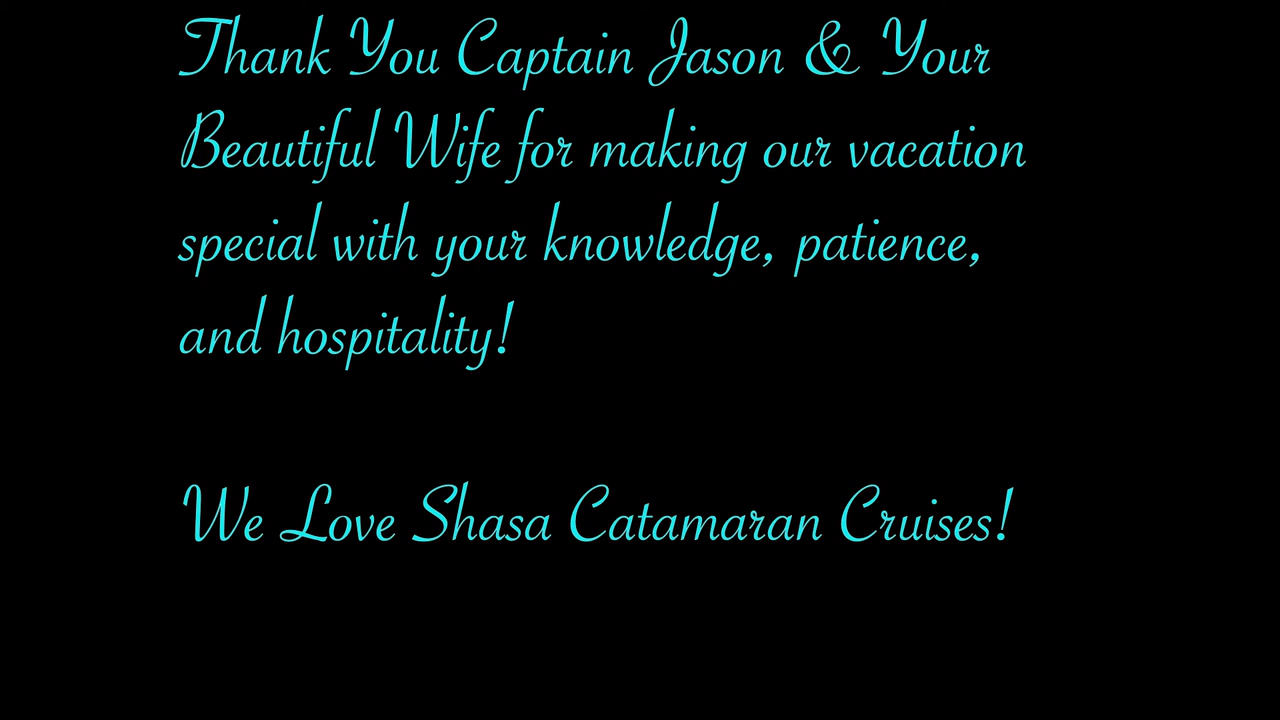 Thank You Captain Jason & Your
Beautiful Wife for making our vacation
special with your knowledge, patience,
and hospitality!
We Love Shasa Catamaran Cruises!